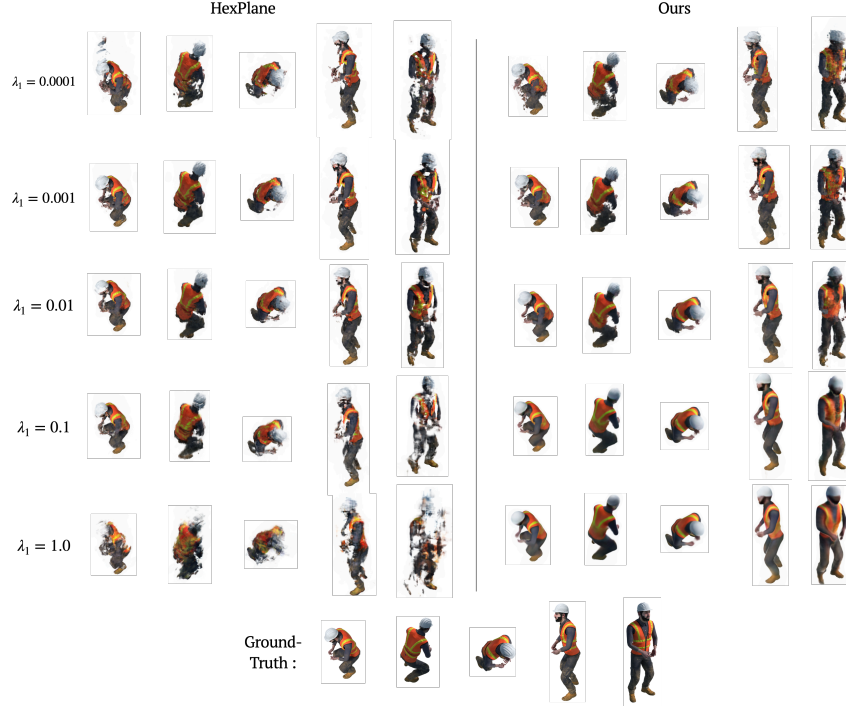 HexPlane
Ours
λ₁ = 0.0001
λ₁ = 0.001
λ₁ = 0.01
λ₁ = 0.1
λ₁ = 1.0
Ground-
Truth :